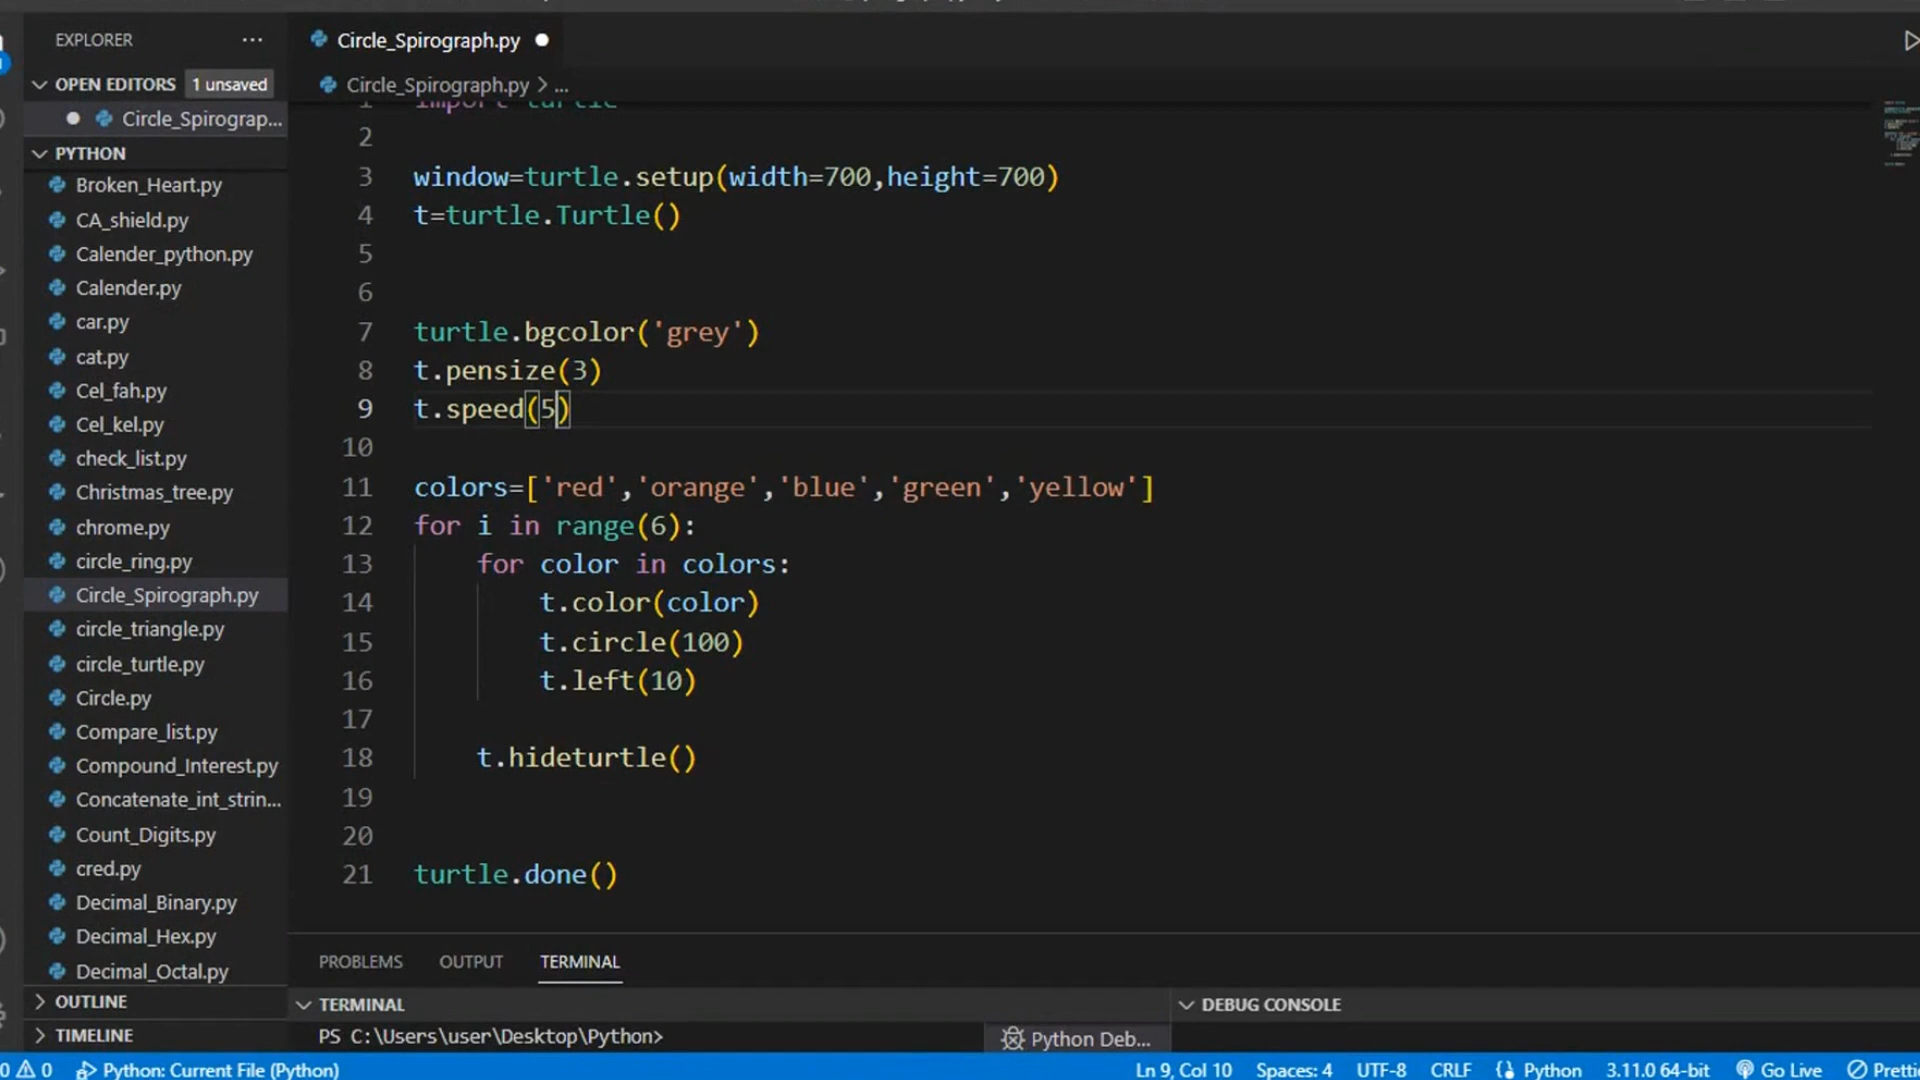 EXPLORER
...
OPEN EDITORS 1 unsaved
Circle_Spirograp...
PYTHON
Broken_Heart.py
CA_shield.py
Calender_python.py
Calender.py
car.py
cat.py
Cel_fah.py
Cel_kel.py
check_list.py
Christmas_tree.py
chrome.py
circle_ring.py
Circle_Spirograph.py
circle_triangle.py
circle_turtle.py
Circle.py
Compare_list.py
Compound_Interest.py
Concatenate_int_strin...
Count_Digits.py
cred.py
Decimal_Binary.py
Decimal_Hex.py
Decimal_Octal.py
OUTLINE
TIMELINE
Circle_Spirograph.py
Circle_Spirograph.py > ...
1 import turtle
2
3 window=turtle.setup(width=700,height=700)
4 t=turtle.Turtle()
5
6
7 turtle.bgcolor('grey')
8 t.pensize(3)
9 t.speed(5)
10
11 colors=['red','orange','blue','green','yellow']
12 for i in range(6):
13 for color in colors:
14 t.color(color)
15 t.circle(100)
16 t.left(10)
17
18 t.hideturtle()
19
20
21 turtle.done()
PROBLEMS OUTPUT TERMINAL
TERMINAL
PS C:\Users\user\Desktop\Python>
Python Deb...
DEBUG CONSOLE
0 0 Python: Current File (Python) Ln 9, Col 10 Spaces: 4 UTF-8 CRLF Python 3.11.0 64-bit Go Live